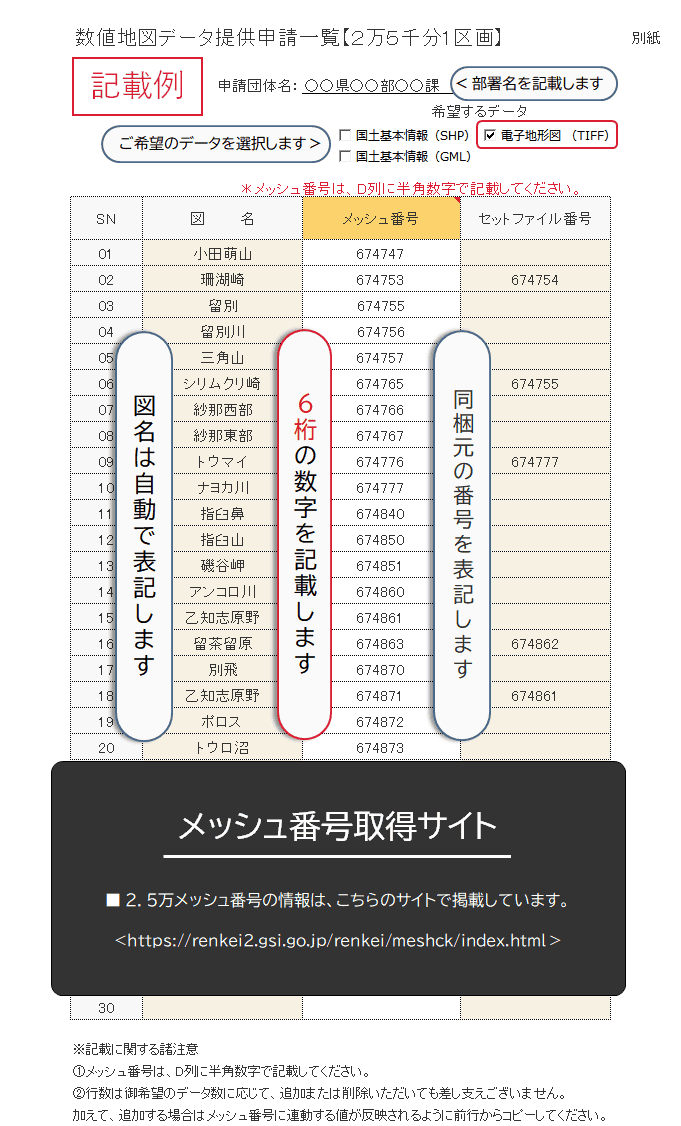 数値地図データ提供申請一覧【２万５千分１区画】
別紙
記載例
申請団体名: 〇〇県〇〇部〇〇課
< 部署名を記載します
希望するデータ
ご希望のデータを選択します >
国土基本情報（SHP）
電子地形図 （TIFF）
国土基本情報（GML）
＊メッシュ番号は、D列に半角数字で記載してください。
SN 図 名 メッシュ番号 セットファイル番号
01 小田萌山 674747
02 珊湖崎 674753 674754
03 留別 674755
04 留別川 674756
05 三角山 674757
06 シリムクリ崎 674765 674755
07 紗那西部 674766
08 紗那東部 674767
09 トウマイ 674776 674777
10 ナヨカ川 674777
11 指臼鼻 674840
12 指臼山 674850
13 磯谷岬 674851
14 アンコロ川 674860
15 乙知志原野 674861
16 留茶留原 674863 674862
17 別飛 674870
18 乙知志原野 674871 674861
19 ポロス 674872
20 トウロ沼 674873
図名は自動で表記します
６桁の数字を記載します
同梱元の番号を表記します
メッシュ番号取得サイト
■ 2. 5万メッシュ番号の情報は、こちらのサイトで掲載しています。
<https://renkei2.gsi.go.jp/renkei/meshck/index.html>
30
※記載に関する諸注意
①メッシュ番号は、D列に半角数字で記載してください。
②行数は御希望のデータ数に応じて、追加または削除いただいても差し支えございません。
加えて、追加する場合はメッシュ番号に連動する値が反映されるように前行からコピーしてください。